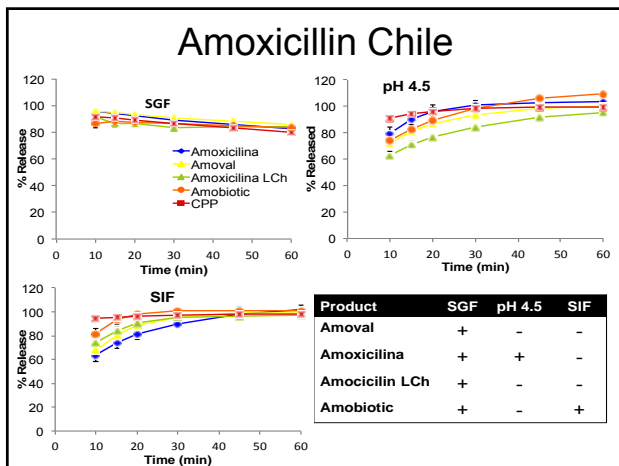 Amoxicillin Chile
SGF
120
100
80
60
40
20
0
% Release
0 10 20 30 40 50 60
Time (min)
Amoxicilina
Amoval
Amoxicilina LCh
Amobiotic
CPP
pH 4.5
120
100
80
60
40
20
0
% Released
0 10 20 30 40 50 60
Time (min)
SIF
120
100
80
60
40
20
0
% Release
0 10 20 30 40 50 60
Time (min)
Product SGF pH 4.5 SIF
Amoval + - -
Amoxicilina + + -
Amocicilin LCh + - -
Amobiotic + - +